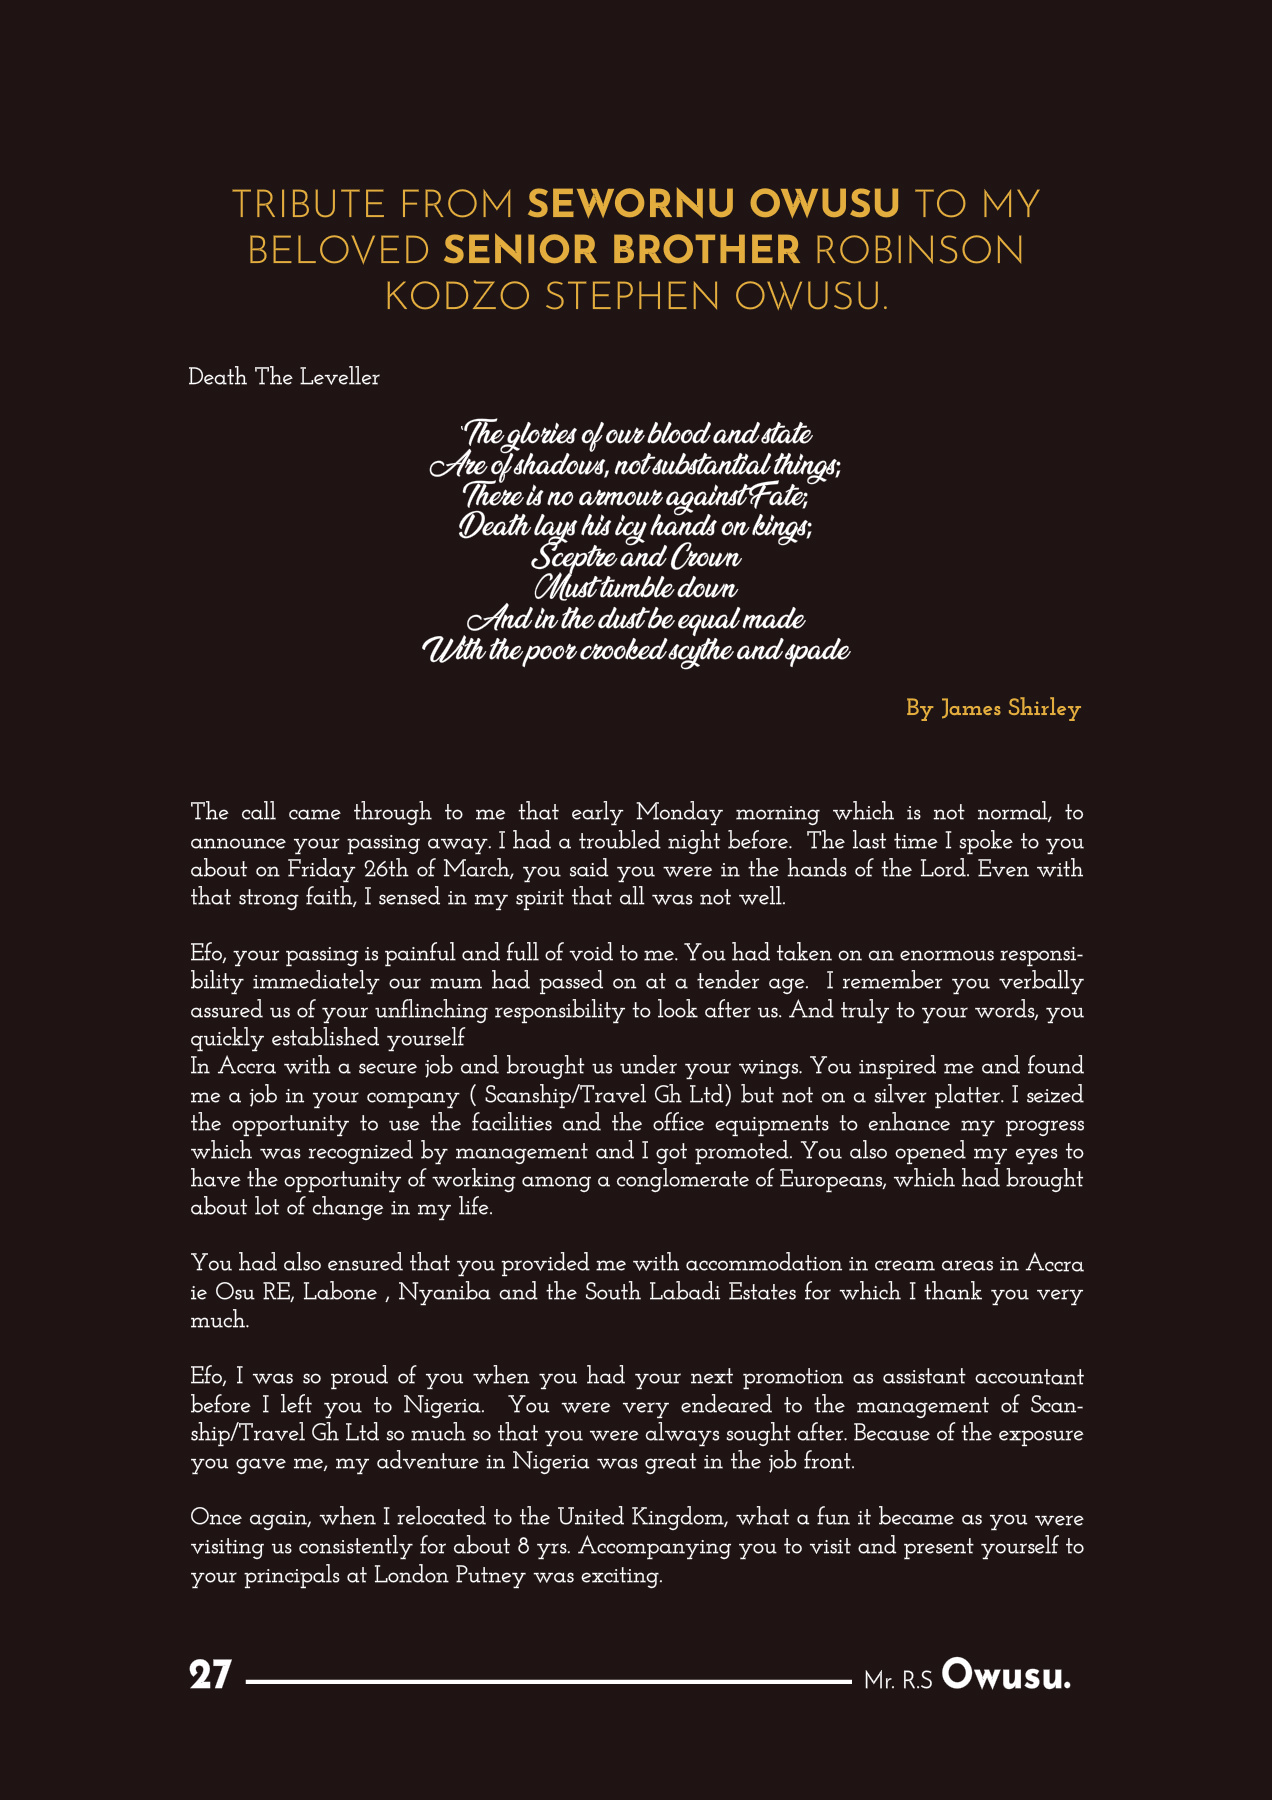 TRIBUTE FROM SEWORNU OWUSU TO MY
BELOVED SENIOR BROTHER ROBINSON
KODZO STEPHEN OWUSU.
Death The Leveller
'The glories of our blood and state
Are of shadows, not substantial things;
There is no armour against Fate;
Death lays his icy hands on kings;
Sceptre and Crown
Must tumble down
And in the dust be equal made
With the poor crooked scythe and spade
By James Shirley
The call came through to me that early Monday morning which is not normal, to
announce your passing away. I had a troubled night before.  The last time I spoke to you
about on Friday 26th of March, you said you were in the hands of the Lord. Even with
that strong faith, I sensed in my spirit that all was not well.
Efo, your passing is painful and full of void to me. You had taken on an enormous responsi-
bility immediately our mum had passed on at a tender age.  I remember you verbally
assured us of your unflinching responsibility to look after us. And truly to your words, you
quickly established yourself
In Accra with a secure job and brought us under your wings. You inspired me and found
me a job in your company ( Scanship/Travel Gh Ltd) but not on a silver platter. I seized
the opportunity to use the facilities and the office equipments to enhance my progress
which was recognized by management and I got promoted. You also opened my eyes to
have the opportunity of working among a conglomerate of Europeans, which had brought
about lot of change in my life.
You had also ensured that you provided me with accommodation in cream areas in Accra
ie Osu RE, Labone , Nyaniba and the South Labadi Estates for which I thank you very
much.
Efo, I was so proud of you when you had your next promotion as assistant accountant
before I left you to Nigeria.  You were very endeared to the management of Scan-
ship/Travel Gh Ltd so much so that you were always sought after. Because of the exposure
you gave me, my adventure in Nigeria was great in the job front.
Once again, when I relocated to the United Kingdom, what a fun it became as you were
visiting us consistently for about 8 yrs. Accompanying you to visit and present yourself to
your principals at London Putney was exciting.
27 Mr. R.S Owusu.